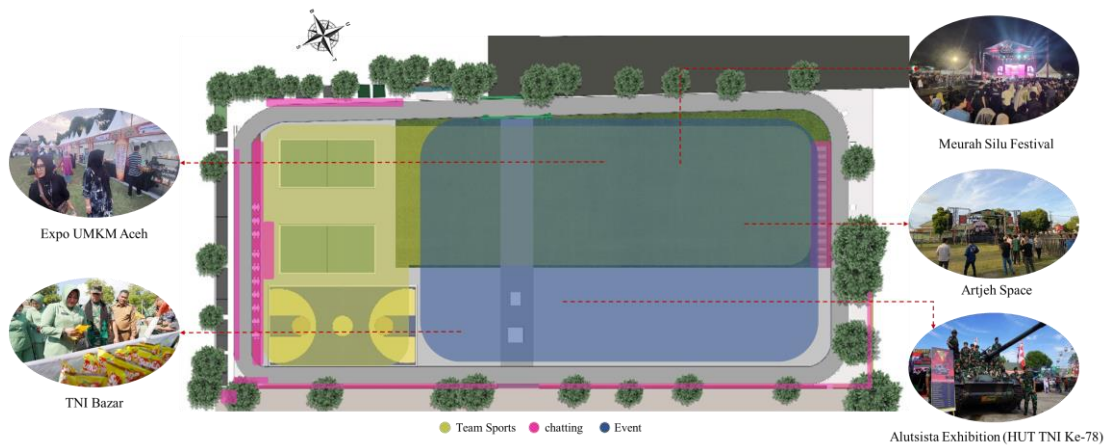 Meurah Silu Festival
Expo UMKM Aceh
Artjeh Space
TNI Bazar
Team Sports
chatting
Event
Alutsista Exhibition (HUT TNI Ke-78)